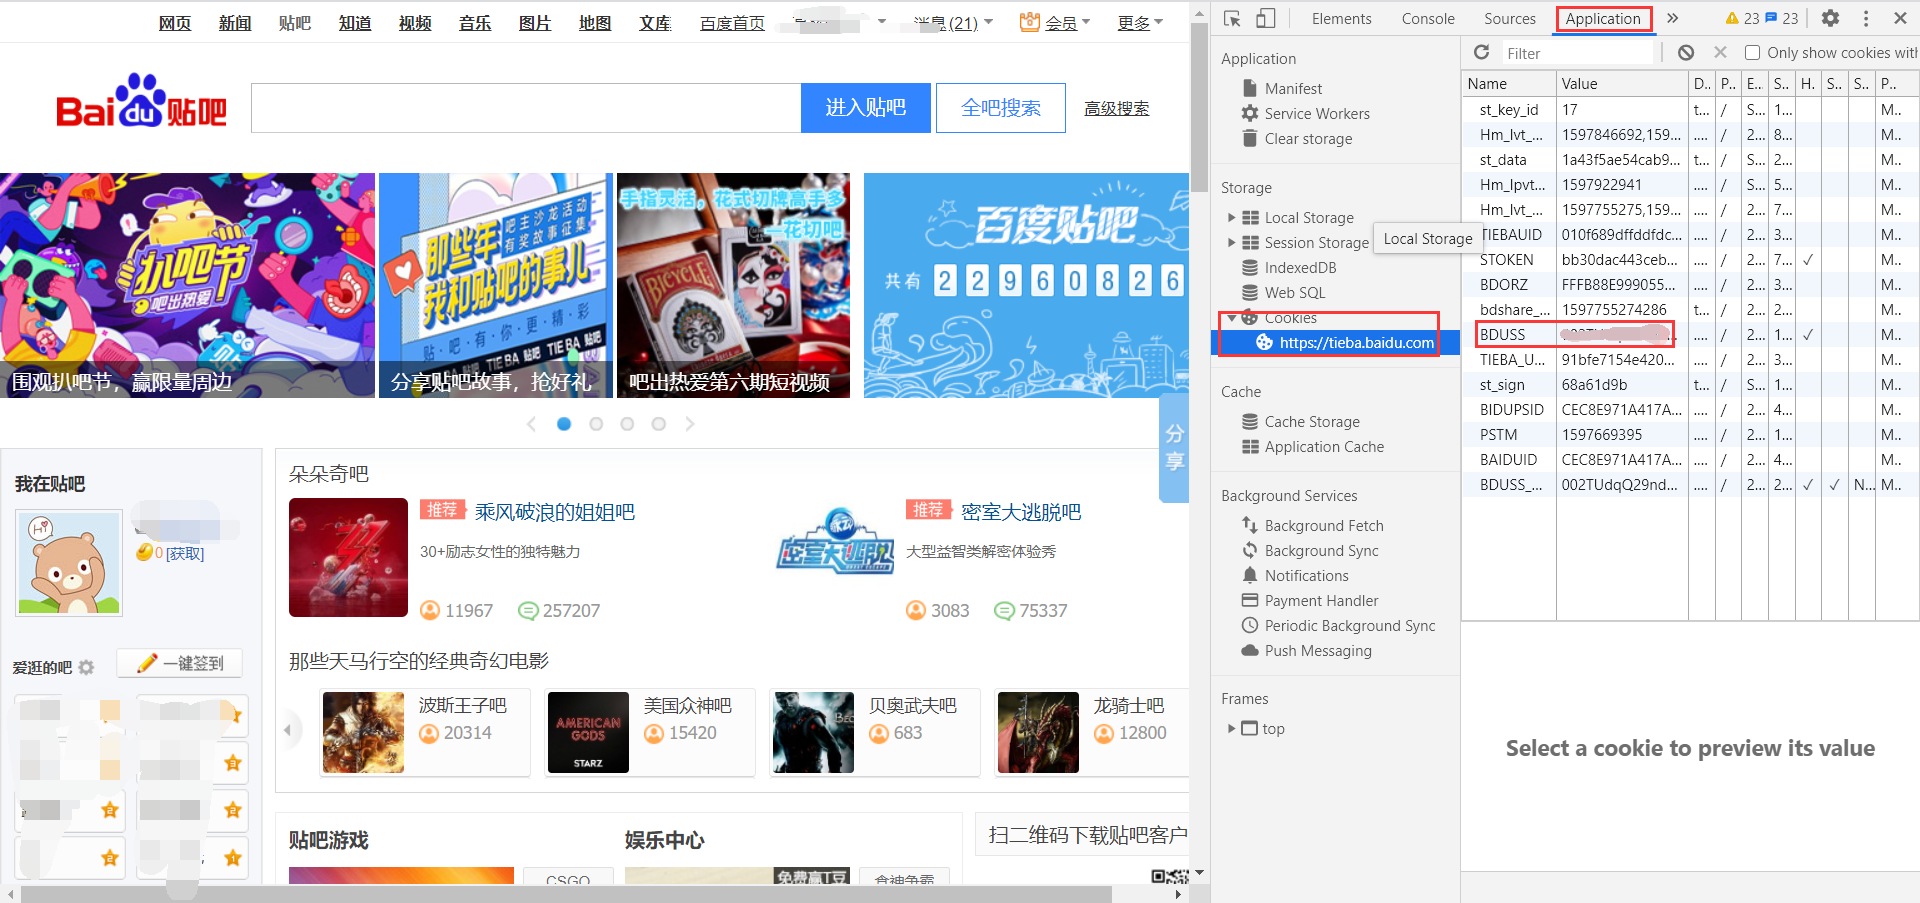 网页 新闻 贴吧 知道 视频 音乐 图片 地图 文库 百度首页 消息(21) 会员 更多
Bai du 贴吧
进入贴吧 全吧搜索 高级搜索
扒吧节
吧出热爱
围观扒吧节，赢限量周边
吧主沙龙活动
有奖故事征集
那些年
我和贴吧的事儿
贴·吧·有·你·更·精·彩
TIEBA 贴吧
分享贴吧故事，抢好礼
手指灵活，花式切牌高手多
一花切吧
BICYCLE
吧出热爱第六期短视频
百度贴吧
共有 2 2 9 6 0 8 2 6
分享
我在贴吧
Hi
0 [获取]
爱逛的吧 一键签到
朵朵奇吧
推荐 乘风破浪的姐姐吧
30+励志女性的独特魅力
11967 257207
密室大逃脱
推荐 密室大逃脱吧
大型益智类解密体验秀
3083 75337
那些天马行空的经典奇幻电影
波斯王子吧
20314
AMERICAN GODS
STARZ
美国众神吧
15420
贝奥武夫吧
683
龙骑士吧
12800
贴吧游戏
CSGO
娱乐中心
免费赢T豆
食神争霸
扫二维码下载贴吧客户
Elements Console Sources Application » 23 23
Application
Manifest
Service Workers
Clear storage
Storage
Local Storage
Session Storage
Local Storage
IndexedDB
Web SQL
Cookies
https://tieba.baidu.com
Cache
Cache Storage
Application Cache
Background Services
Background Fetch
Background Sync
Notifications
Payment Handler
Periodic Background Sync
Push Messaging
Frames
top
Filter Only show cookies with
Name Value D.. P.. E.. S.. H. S.. S.. P..
st_key_id 17 t... / S... 1... M..
Hm_lvt_... 1597846692,159... .... / 2... 8... M..
st_data 1a43f5ae54cab9... t... / S... 2... M..
Hm_lpvt... 1597922941 .... / S... 5... M..
Hm_lvt_... 1597755275,159... .... / 2... 7... M..
TIEBAUID 010f689dffddfdc... .... / 2... 3... M..
STOKEN bb30dac443ceb... .... / 2... 7... ✓ M..
BDORZ FFFB88E999055... .... / 2... 3... M..
bdshare_... 1597755274286 .... / 2... 1... M..
BDUSS .... / 2... 1... ✓ M..
TIEBA_U... 91bfe7154e420... .... / 2... 3... M..
st_sign 68a61d9b t... / S... 1... M..
BIDUPSID CEC8E971A417A... .... / 2... 4... M..
PSTM 1597669395 .... / 2... 1... M..
BAIDUID CEC8E971A417A... .... / 2... 4... M..
BDUSS_... 002TUdqQ29nd... .... / 2... 2... ✓ ✓ N... M..
Select a cookie to preview its value